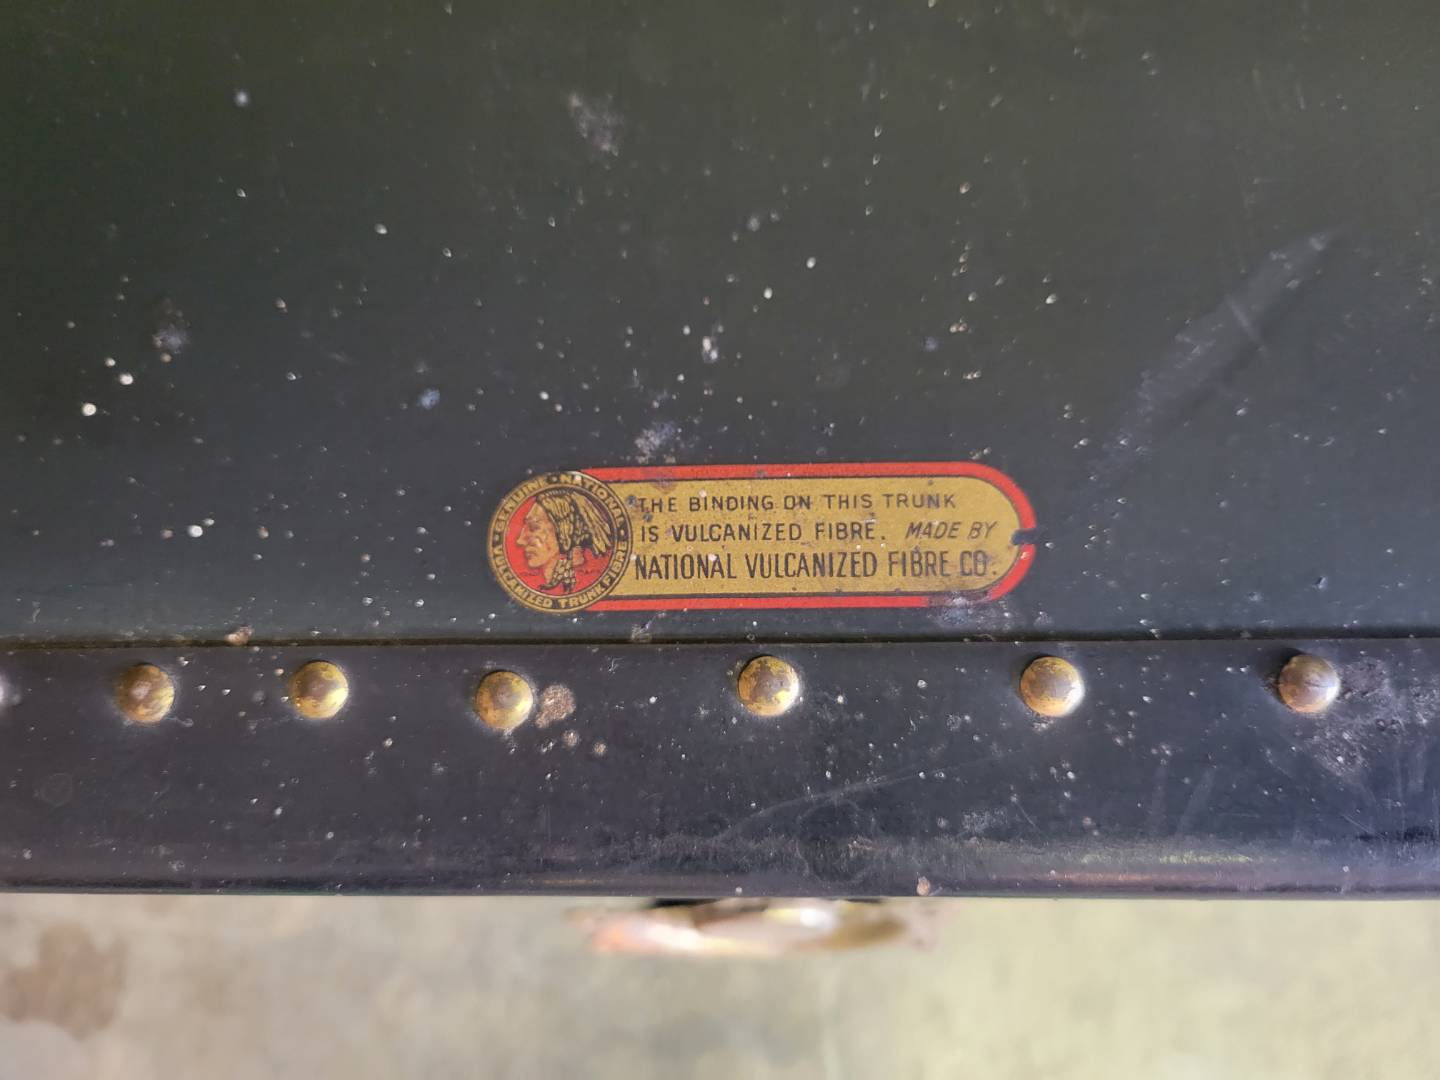 GENUINE · NATIONAL
VULCANIZED TRUNK FIBRE
THE BINDING ON THIS TRUNK
IS VULCANIZED FIBRE. MADE BY
NATIONAL VULCANIZED FIBRE CO.